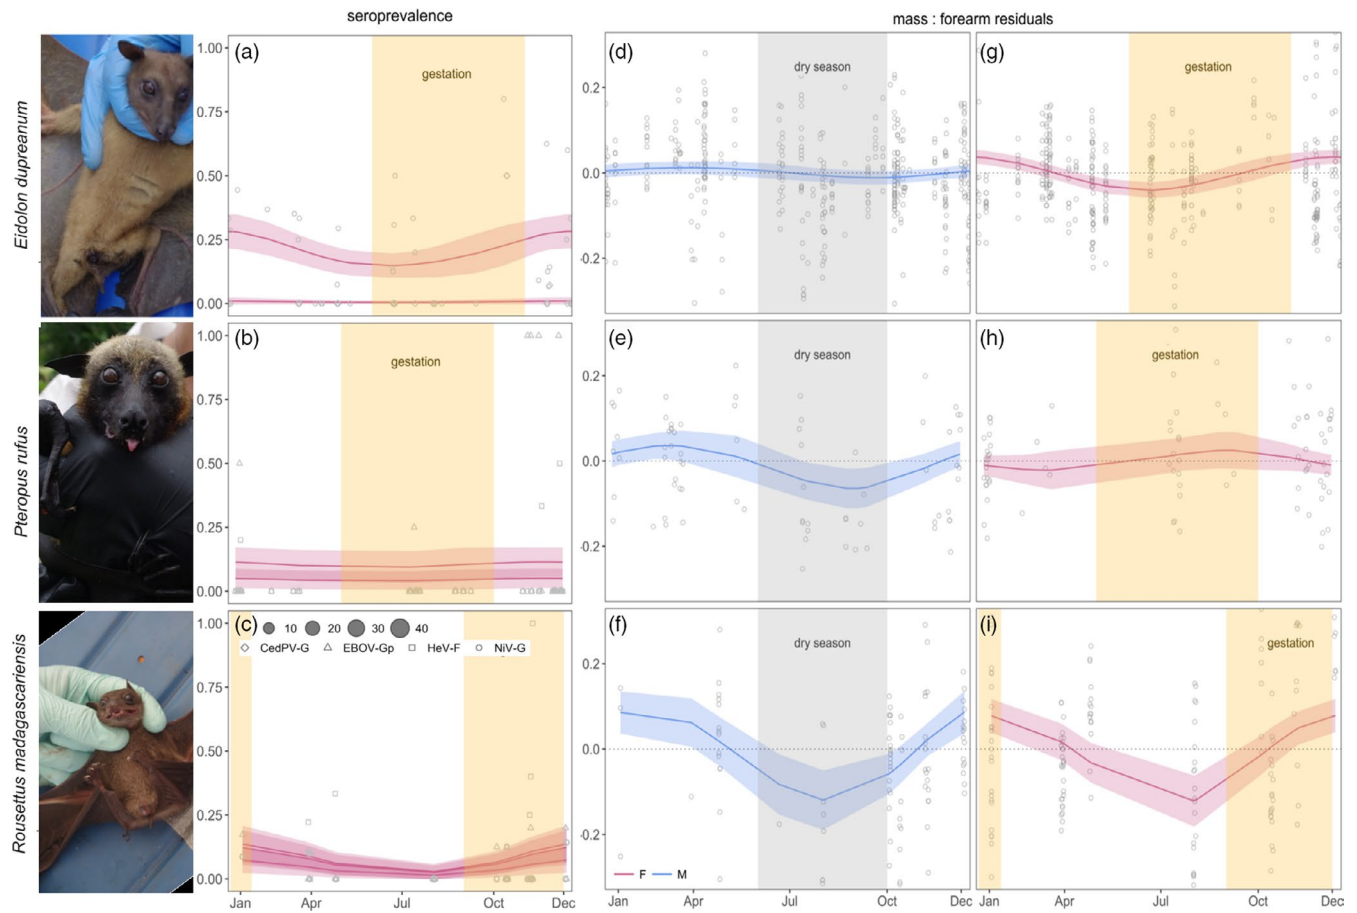 seroprevalence
mass : forearm residuals
Eidolon dupreanum
(a)
gestation
1.00
0.75
0.50
0.25
0.00
(d)
dry season
0.2
0.0
-0.2
(g)
gestation
Pteropus rufus
(b)
gestation
1.00
0.75
0.50
0.25
0.00
(e)
dry season
0.2
0.0
-0.2
(h)
gestation
Rousettus madagascariensis
(c)
10 20 30 40
CedPV-G EBOV-Gp HeV-F NiV-G
1.00
0.75
0.50
0.25
0.00
Jan Apr Jul Oct Dec
(f)
dry season
0.2
0.0
-0.2
F M
Jan Apr Jul Oct Dec
(i)
gestation
Jan Apr Jul Oct Dec